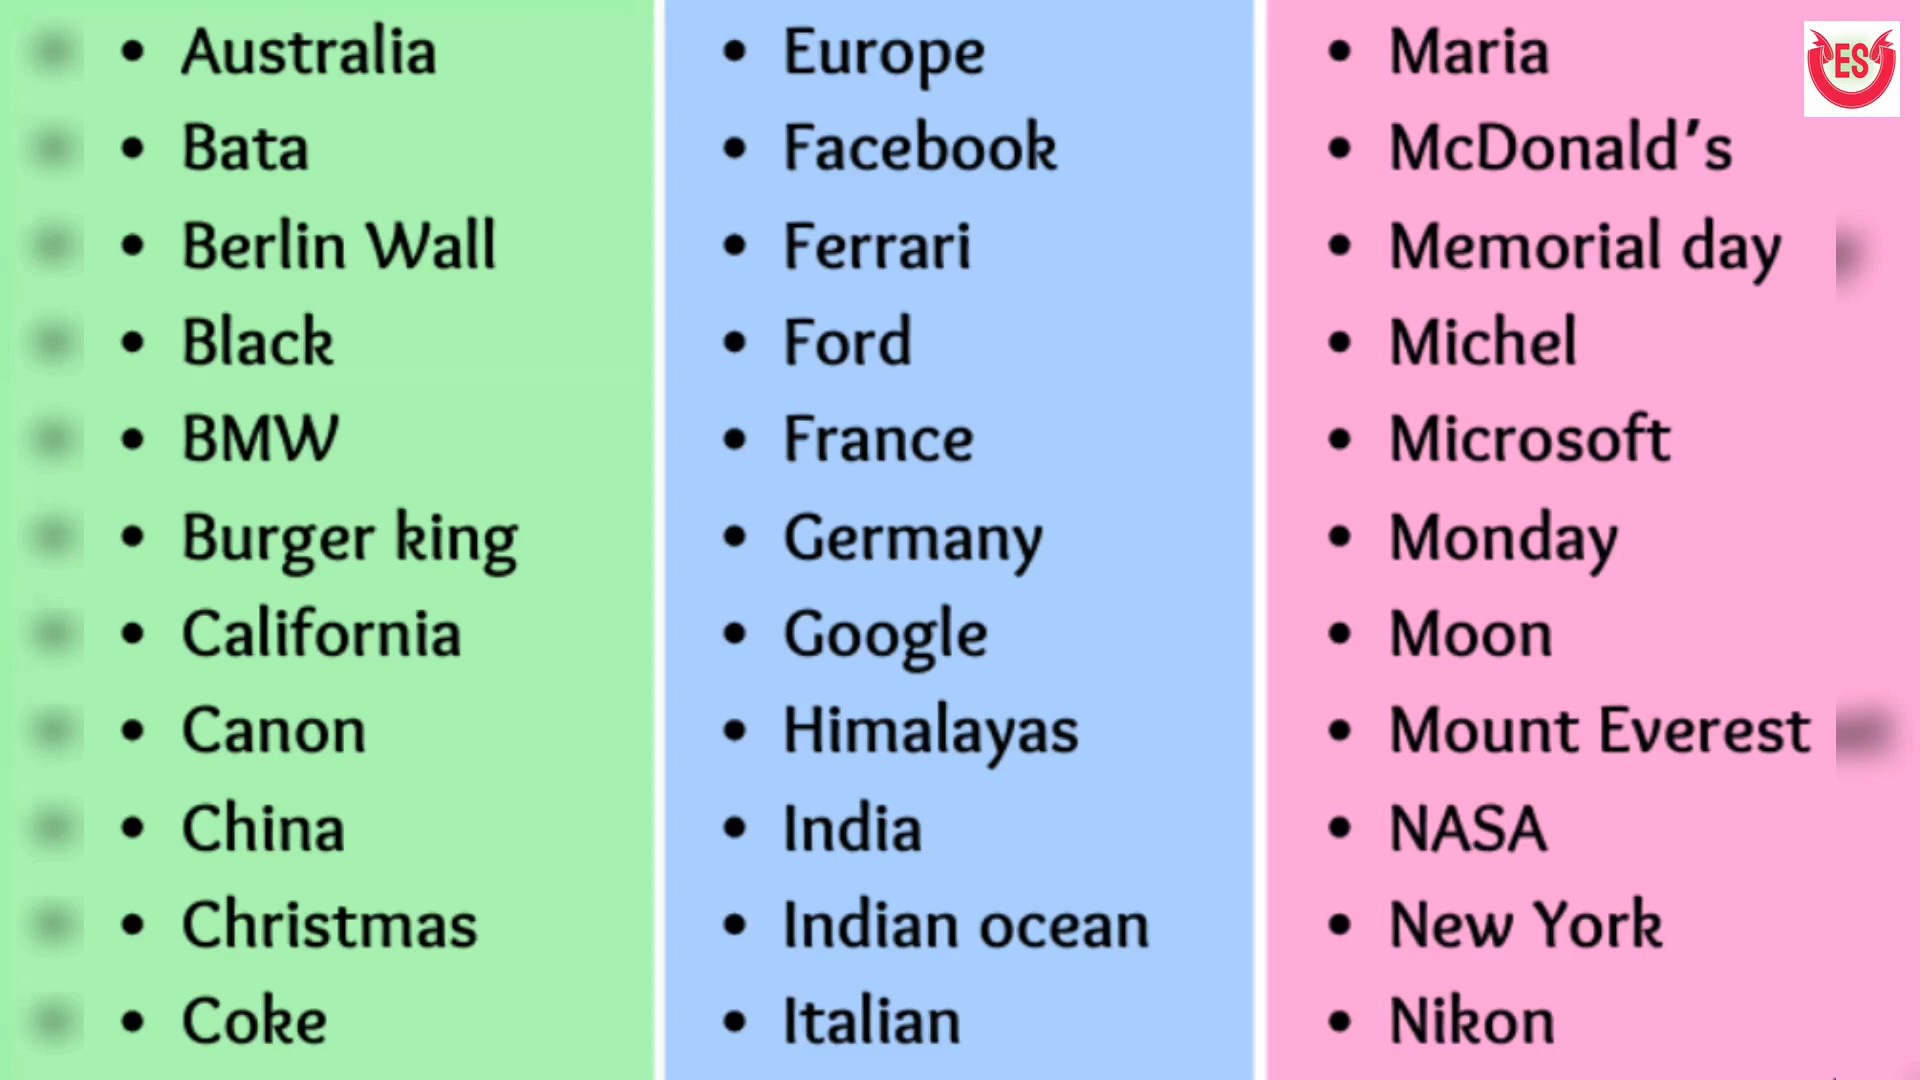 • Australia
• Bata
• Berlin Wall
• Black
• BMW
• Burger king
• California
• Canon
• China
• Christmas
• Coke
• Europe
• Facebook
• Ferrari
• Ford
• France
• Germany
• Google
• Himalayas
• India
• Indian ocean
• Italian
• Maria
• McDonald’s
• Memorial day
• Michel
• Microsoft
• Monday
• Moon
• Mount Everest
• NASA
• New York
• Nikon
ES